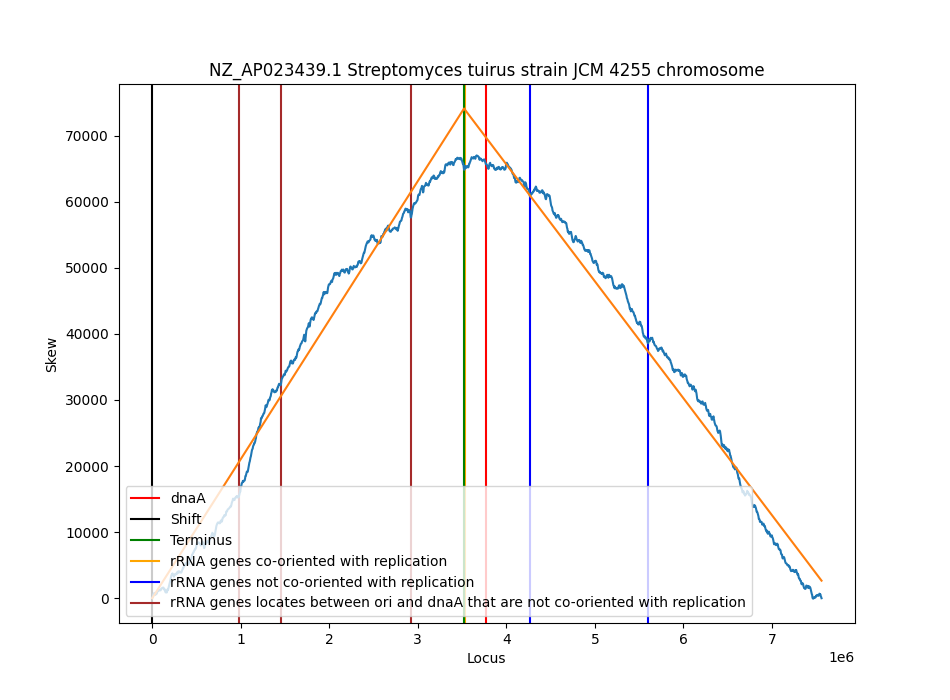 NZ_AP023439.1 Streptomyces tuirus strain JCM 4255 chromosome
Skew
70000
60000
50000
40000
30000
20000
10000
0
dnaA
Shift
Terminus
rRNA genes co-oriented with replication
rRNA genes not co-oriented with replication
rRNA genes locates between ori and dnaA that are not co-oriented with replication
0 1 2 3 4 5 6 7
1e6
Locus